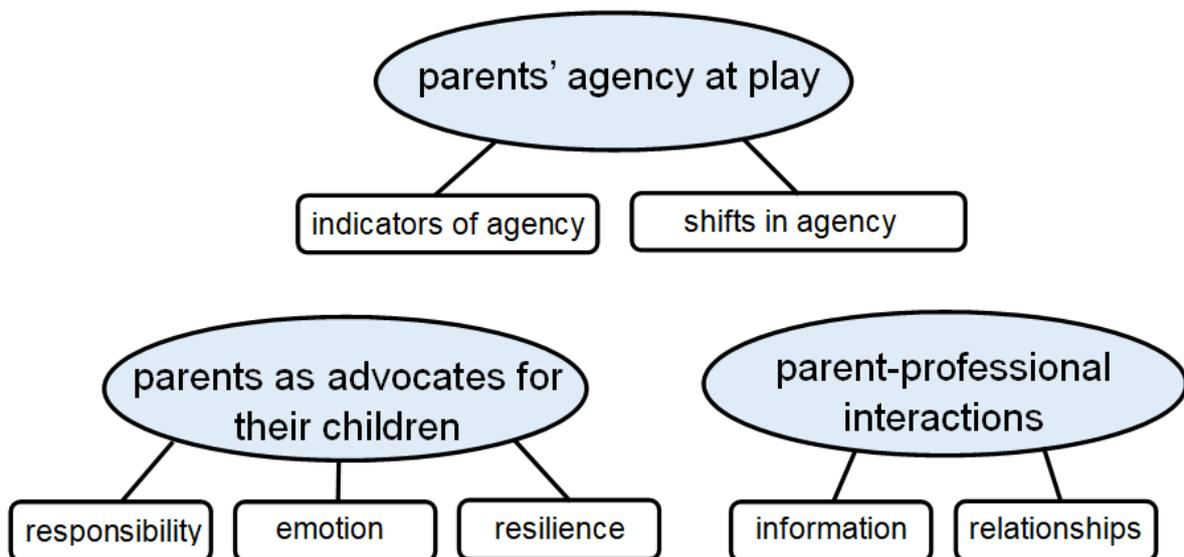 parents’ agency at play
indicators of agency
shifts in agency
parents as advocates for
their children
parent-professional
interactions
responsibility
emotion
resilience
information
relationships